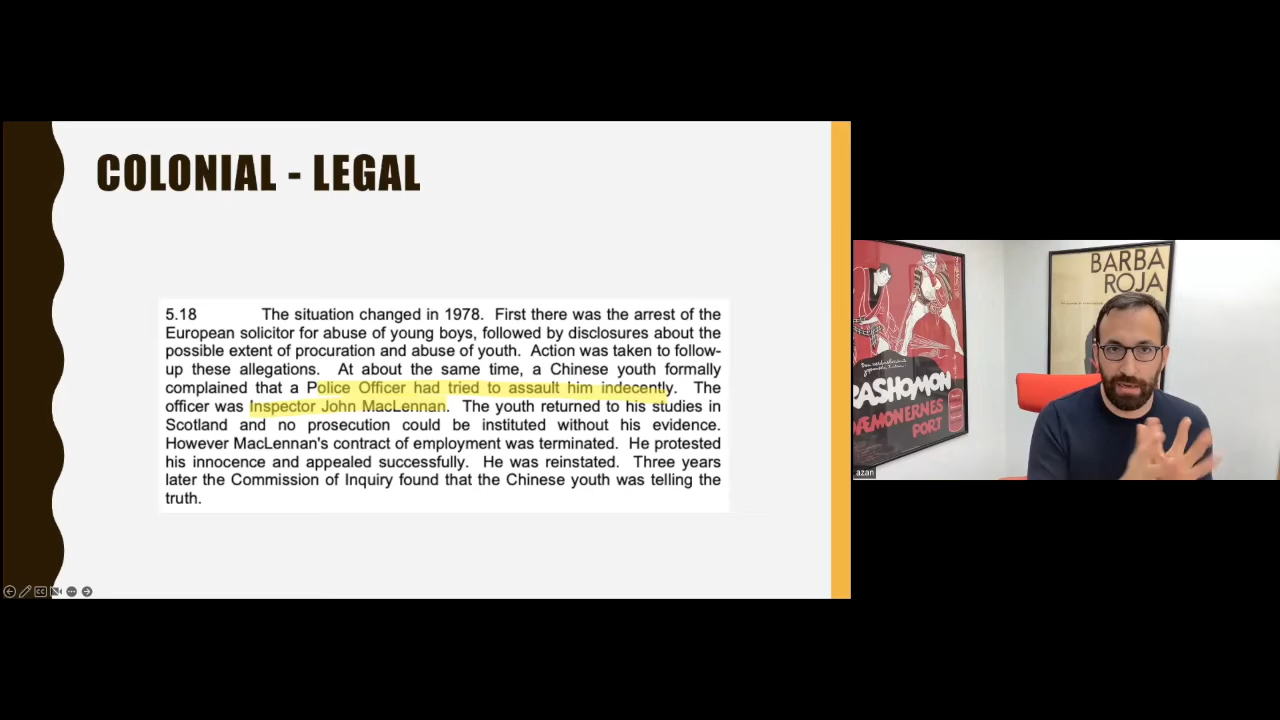 COLONIAL - LEGAL
5.18 The situation changed in 1978. First there was the arrest of the
European solicitor for abuse of young boys, followed by disclosures about the
possible extent of procuration and abuse of youth. Action was taken to follow-
up these allegations. At about the same time, a Chinese youth formally
complained that a Police Officer had tried to assault him indecently. The
officer was Inspector John MacLennan. The youth returned to his studies in
Scotland and no prosecution could be instituted without his evidence.
However MacLennan's contract of employment was terminated. He protested
his innocence and appealed successfully. He was reinstated. Three years
later the Commission of Inquiry found that the Chinese youth was telling the
truth.
BARBA
ROJA
RASHOMON
DÆMONERNES
PORT
azan